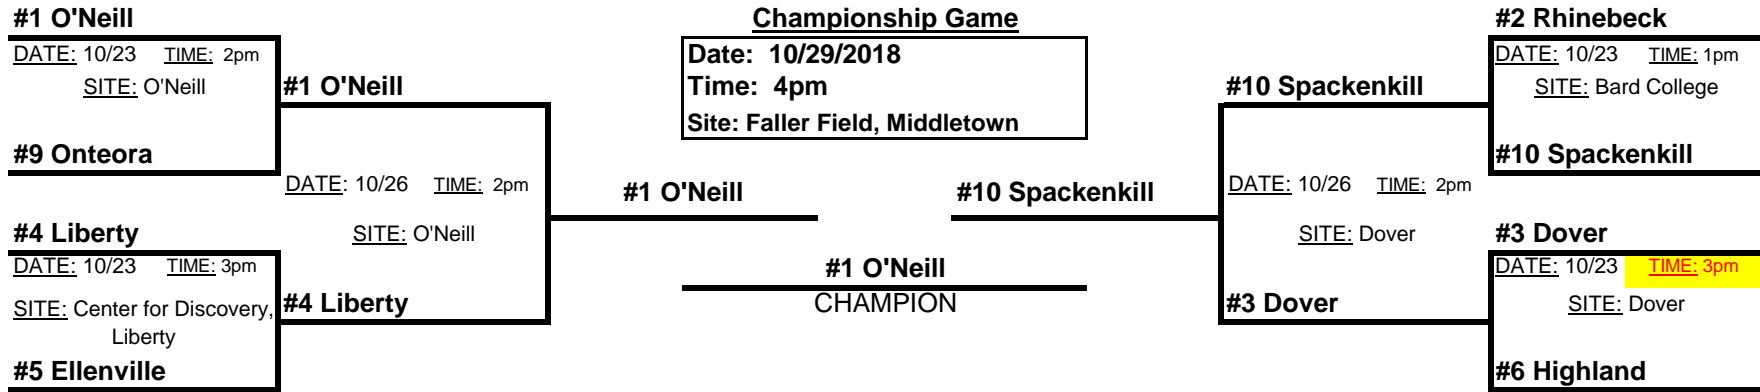 #1 O'Neill
DATE: 10/23 TIME: 2pm
SITE: O'Neill
#9 Onteora
#1 O'Neill
DATE: 10/26 TIME: 2pm
SITE: O'Neill
#4 Liberty
DATE: 10/23 TIME: 3pm
SITE: Center for Discovery,
Liberty
#5 Ellenville
#4 Liberty
#1 O'Neill
Championship Game
Date: 10/29/2018
Time: 4pm
Site: Faller Field, Middletown
#10 Spackenkill
#1 O'Neill
CHAMPION
#10 Spackenkill
DATE: 10/26 TIME: 2pm
SITE: Dover
#3 Dover
#2 Rhinebeck
DATE: 10/23 TIME: 1pm
SITE: Bard College
#10 Spackenkill
#3 Dover
DATE: 10/23 TIME: 3pm
SITE: Dover
#6 Highland